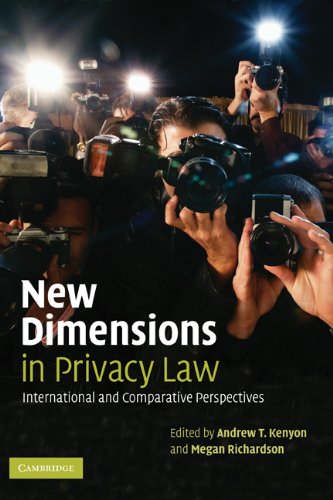 New
Dimensions
in Privacy Law
International and Comparative Perspectives
Edited by Andrew T. Kenyon
and Megan Richardson
CAMBRIDGE